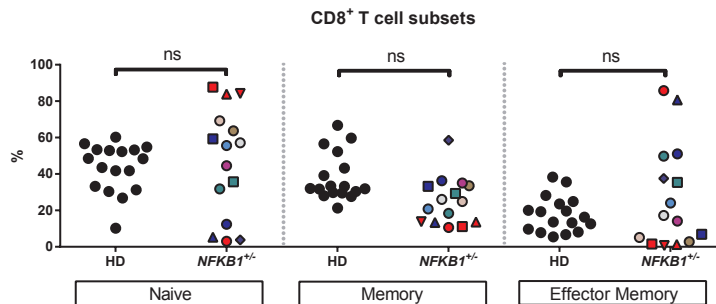 CD8+ T cell subsets
ns ns ns
100
80
60
40
20
0
%
HD NFKB1+/- HD NFKB1+/- HD NFKB1+/-
Naive Memory Effector Memory